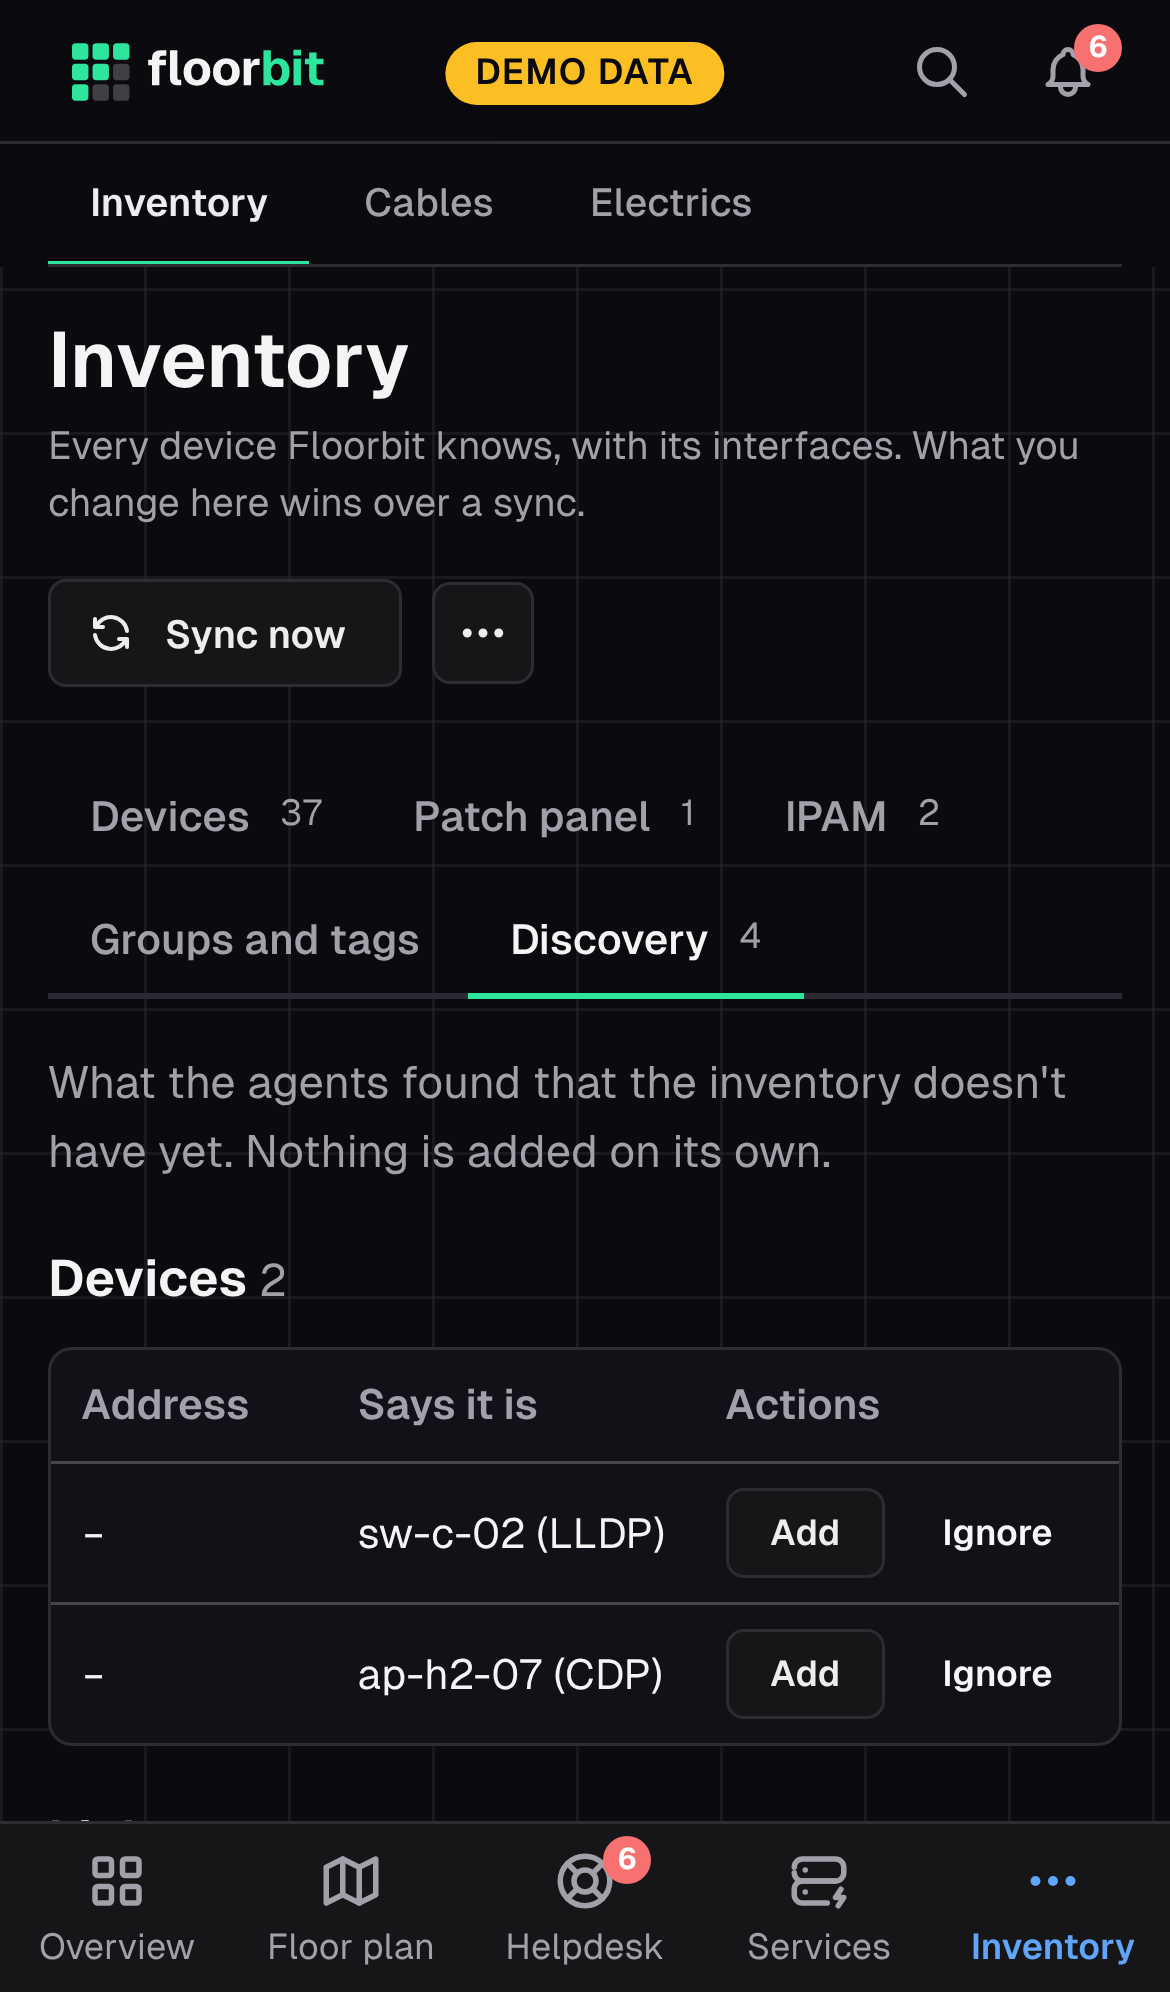 floorbit
DEMO DATA
6
Inventory
Cables
Electrics
Inventory
Every device Floorbit knows, with its interfaces. What you
change here wins over a sync.
Sync now
Devices 37
Patch panel 1
IPAM 2
Groups and tags
Discovery 4
What the agents found that the inventory doesn't
have yet. Nothing is added on its own.
Devices 2
Address Says it is Actions
– sw-c-02 (LLDP) Add Ignore
– ap-h2-07 (CDP) Add Ignore
6
Overview
Floor plan
Helpdesk
Services
Inventory